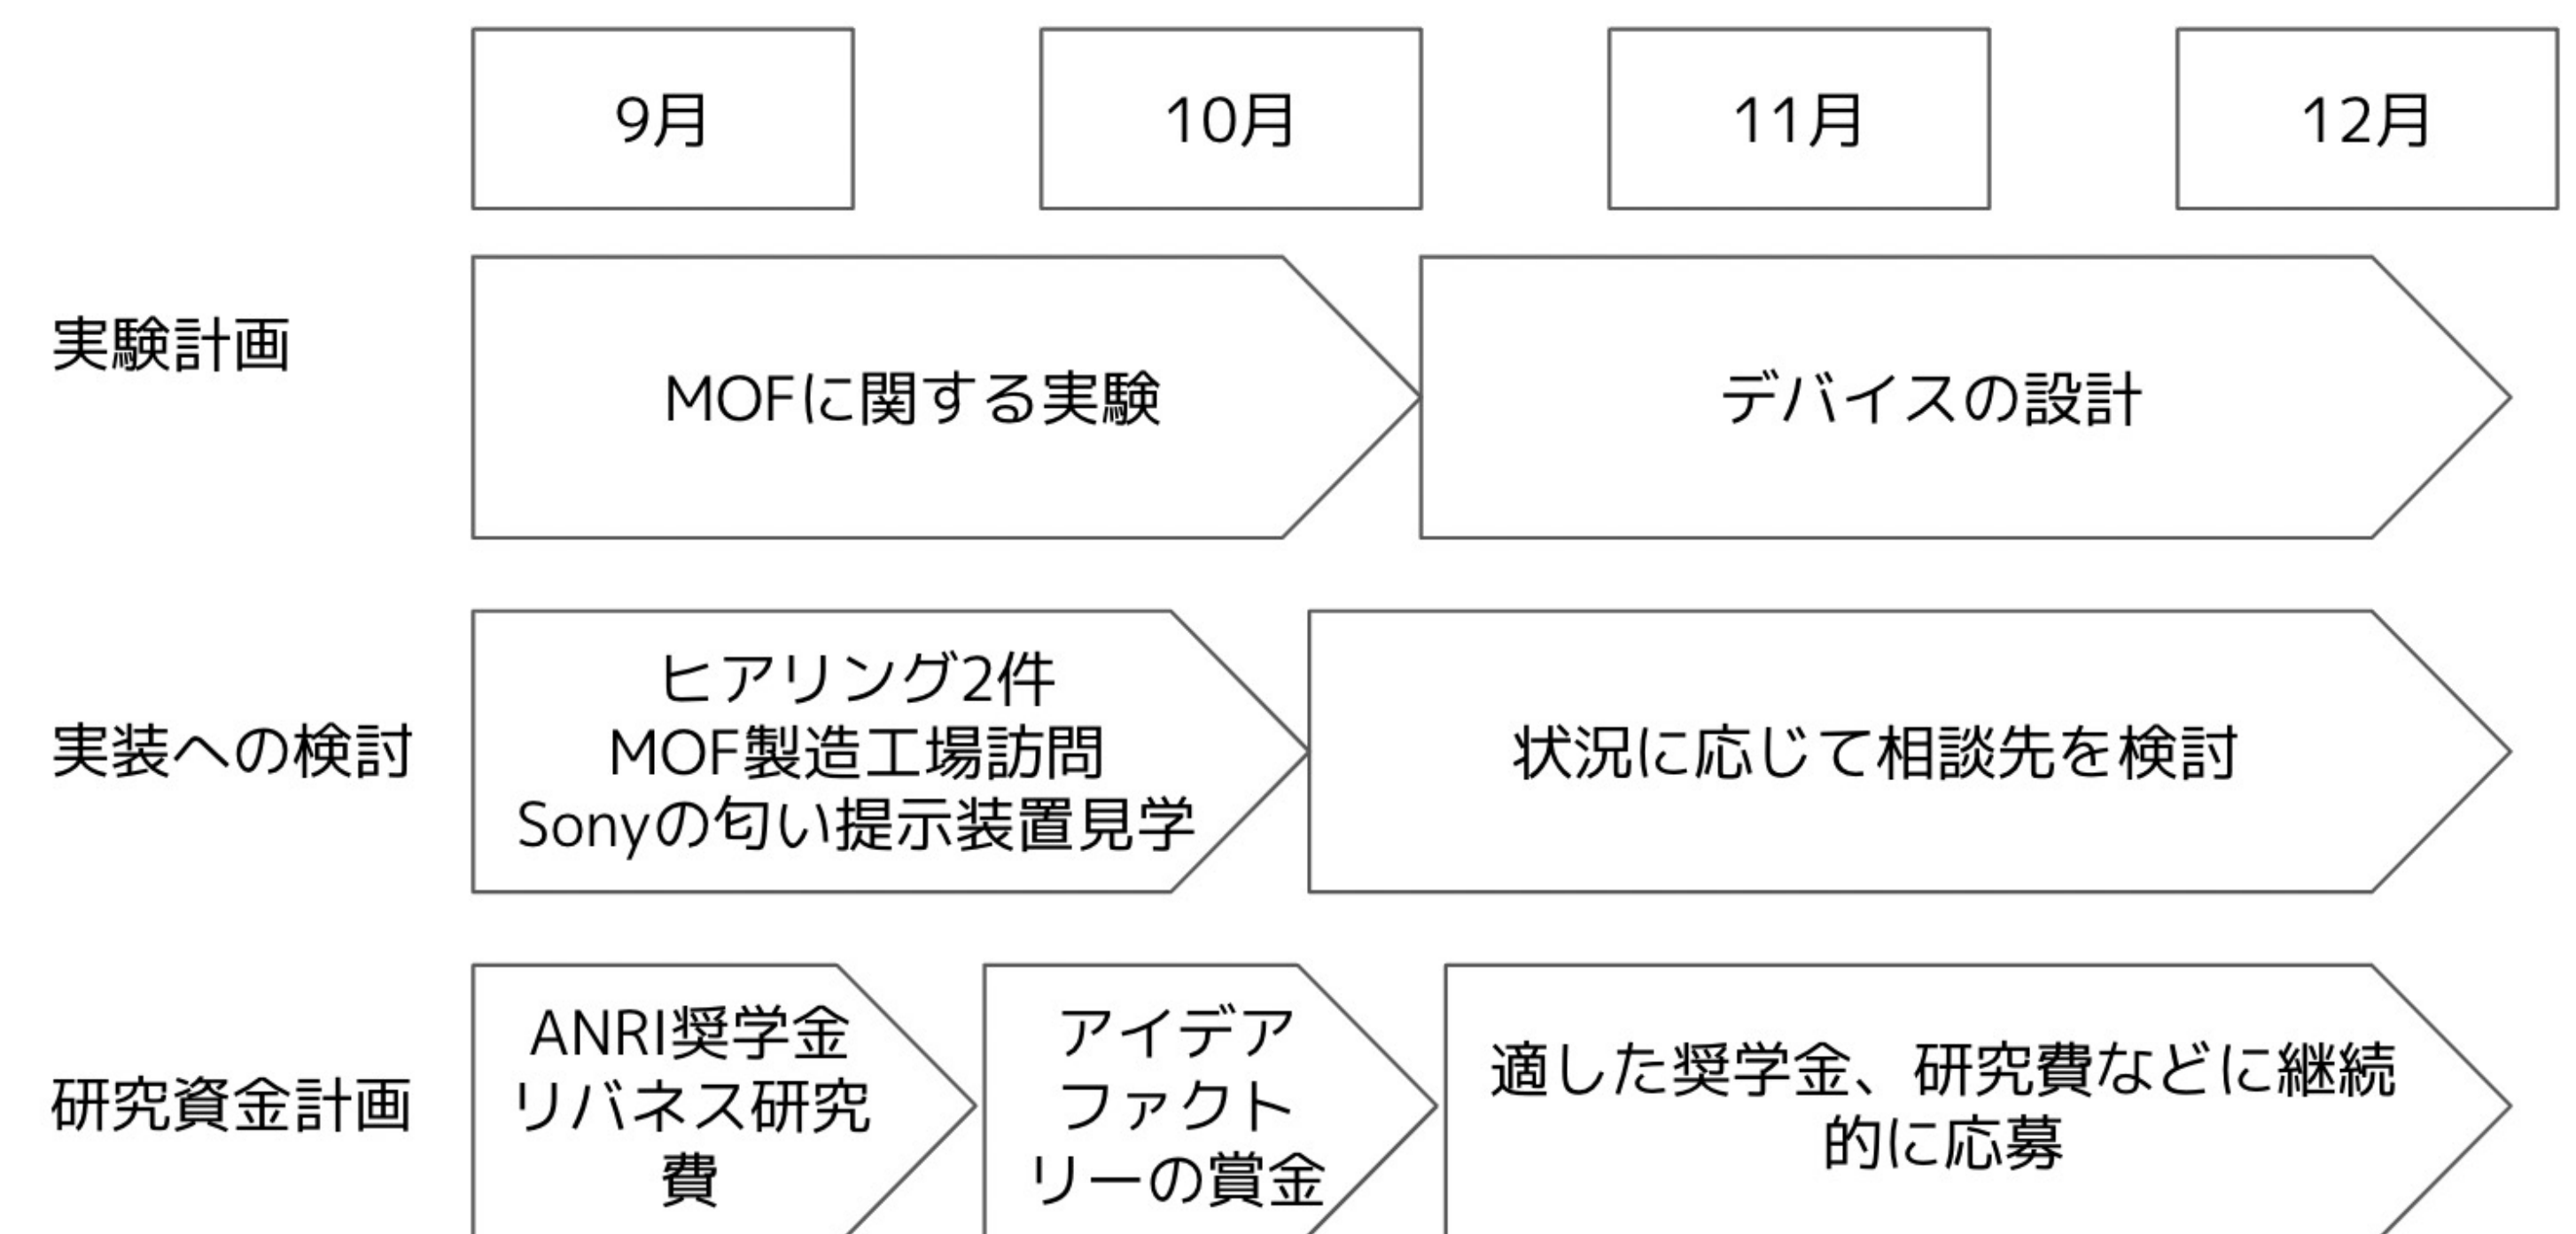 9月
10月
11月
12月
実験計画
MOFに関する実験
デバイスの設計
実装への検討
ヒアリング2件
MOF製造工場訪問
Sonyの匂い提示装置見学
状況に応じて相談先を検討
研究資金計画
ANRI奨学金
リバネス研究
費
アイデア
ファクト
リーの賞金
適した奨学金、研究費などに継続
的に応募